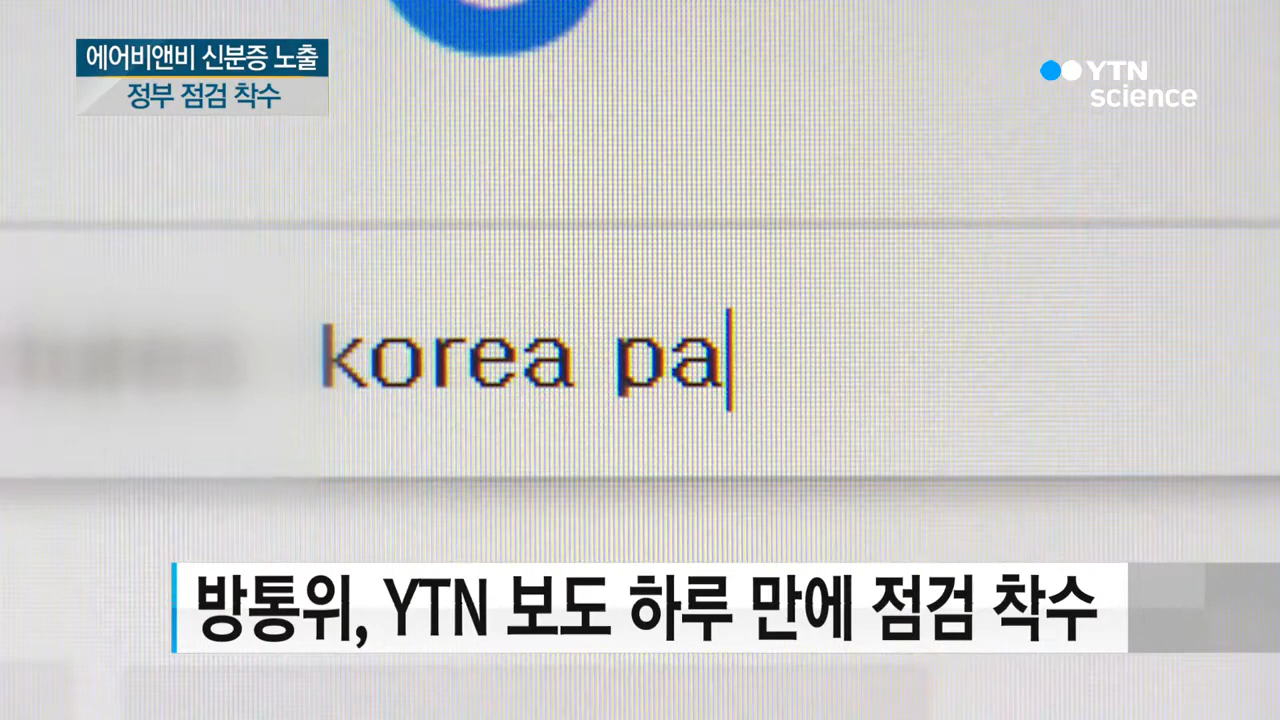 에어비앤비 신분증 노출
정부 점검 착수
YTN
science
korea pa
방통위, YTN 보도 하루 만에 점검 착수